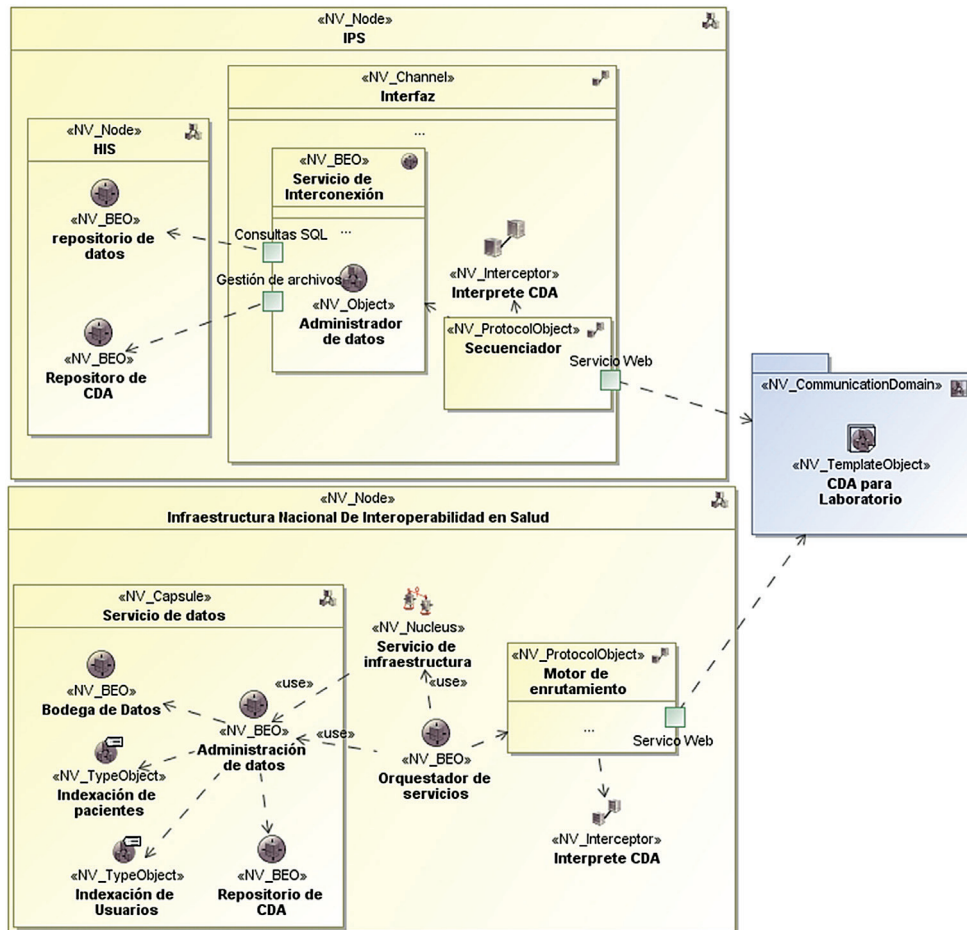 «NV_Node»
IPS
«NV_Channel»
Interfaz
...
«NV_Node»
HIS
«NV_BEO»
repositorio de
datos
«NV_BEO»
Repositoro de
CDA
«NV_BEO»
Servicio de
Interconexión
...
Consultas SQL
Gestión de archivos
«NV_Object»
Administrador
de datos
«NV_Interceptor»
Interprete CDA
«NV_ProtocolObject»
Secuenciador
Servicio Web
«NV_CommunicationDomain»
«NV_TemplateObject»
CDA para
Laboratorio
«NV_Node»
Infraestructura Nacional De Interoperabilidad en Salud
«NV_Capsule»
Servicio de datos
«NV_BEO»
Bodega de Datos
«NV_TypeObject»
Indexación de
pacientes
«NV_TypeObject»
Indexación de
Usuarios
«NV_BEO»
Administración
de datos
«NV_BEO»
Repositorio de
CDA
«use»
«use»
«use»
«NV_Nucleus»
Servicio de
infraestructura
«NV_BEO»
Orquestador de
servicios
«NV_ProtocolObject»
Motor de
enrutamiento
...
Servico Web
«NV_Interceptor»
Interprete CDA